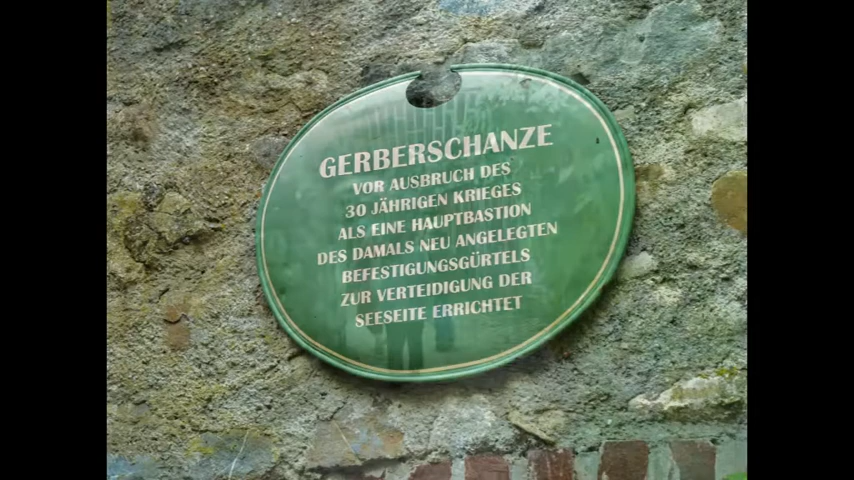 GERBERSCHANZE
VOR AUSBRUCH DES
30 JÄHRIGEN KRIEGES
ALS EINE HAUPTBASTION
DES DAMALS NEU ANGELEGTEN
BEFESTIGUNGSGÜRTELS
ZUR VERTEIDIGUNG DER
SEESEITE ERRICHTET